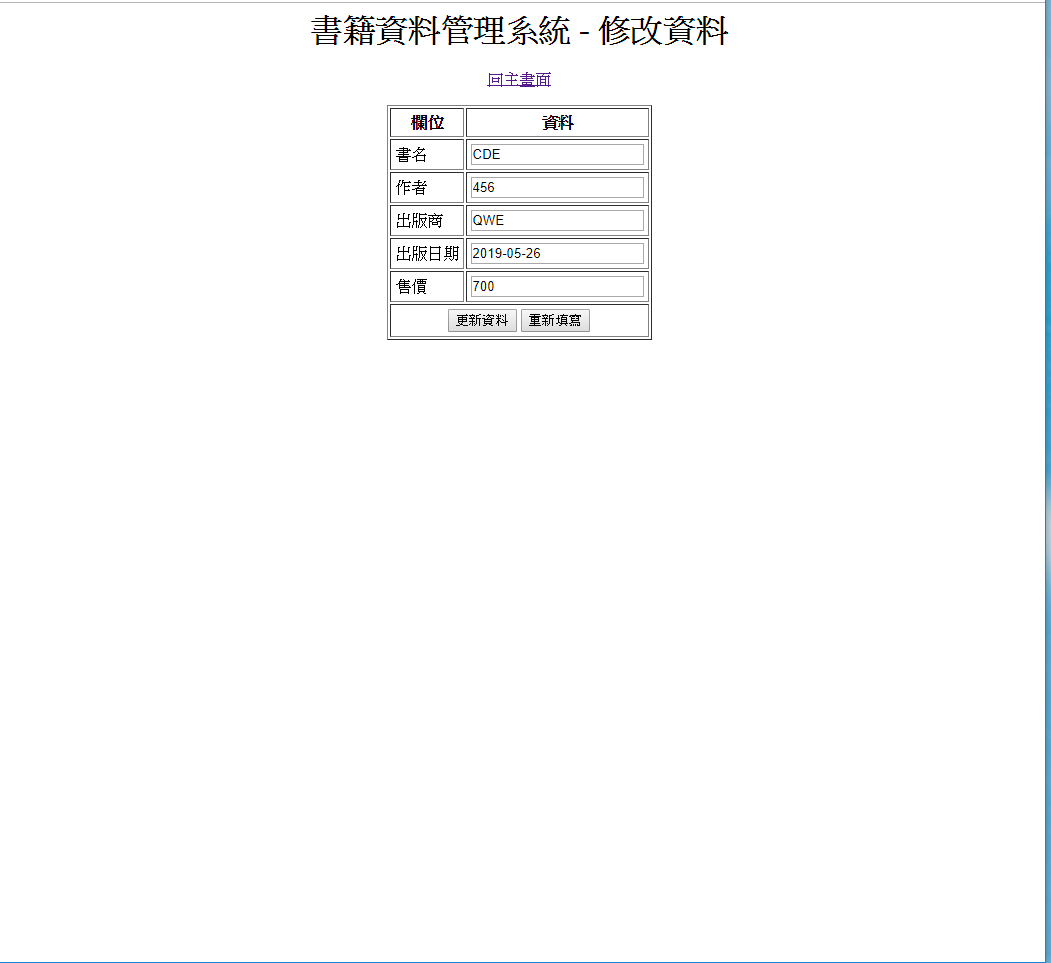 書籍資料管理系統 - 修改資料
回主畫面
欄位 資料
書名 CDE
作者 456
出版商 QWE
出版日期 2019-05-26
售價 700
更新資料 重新填寫